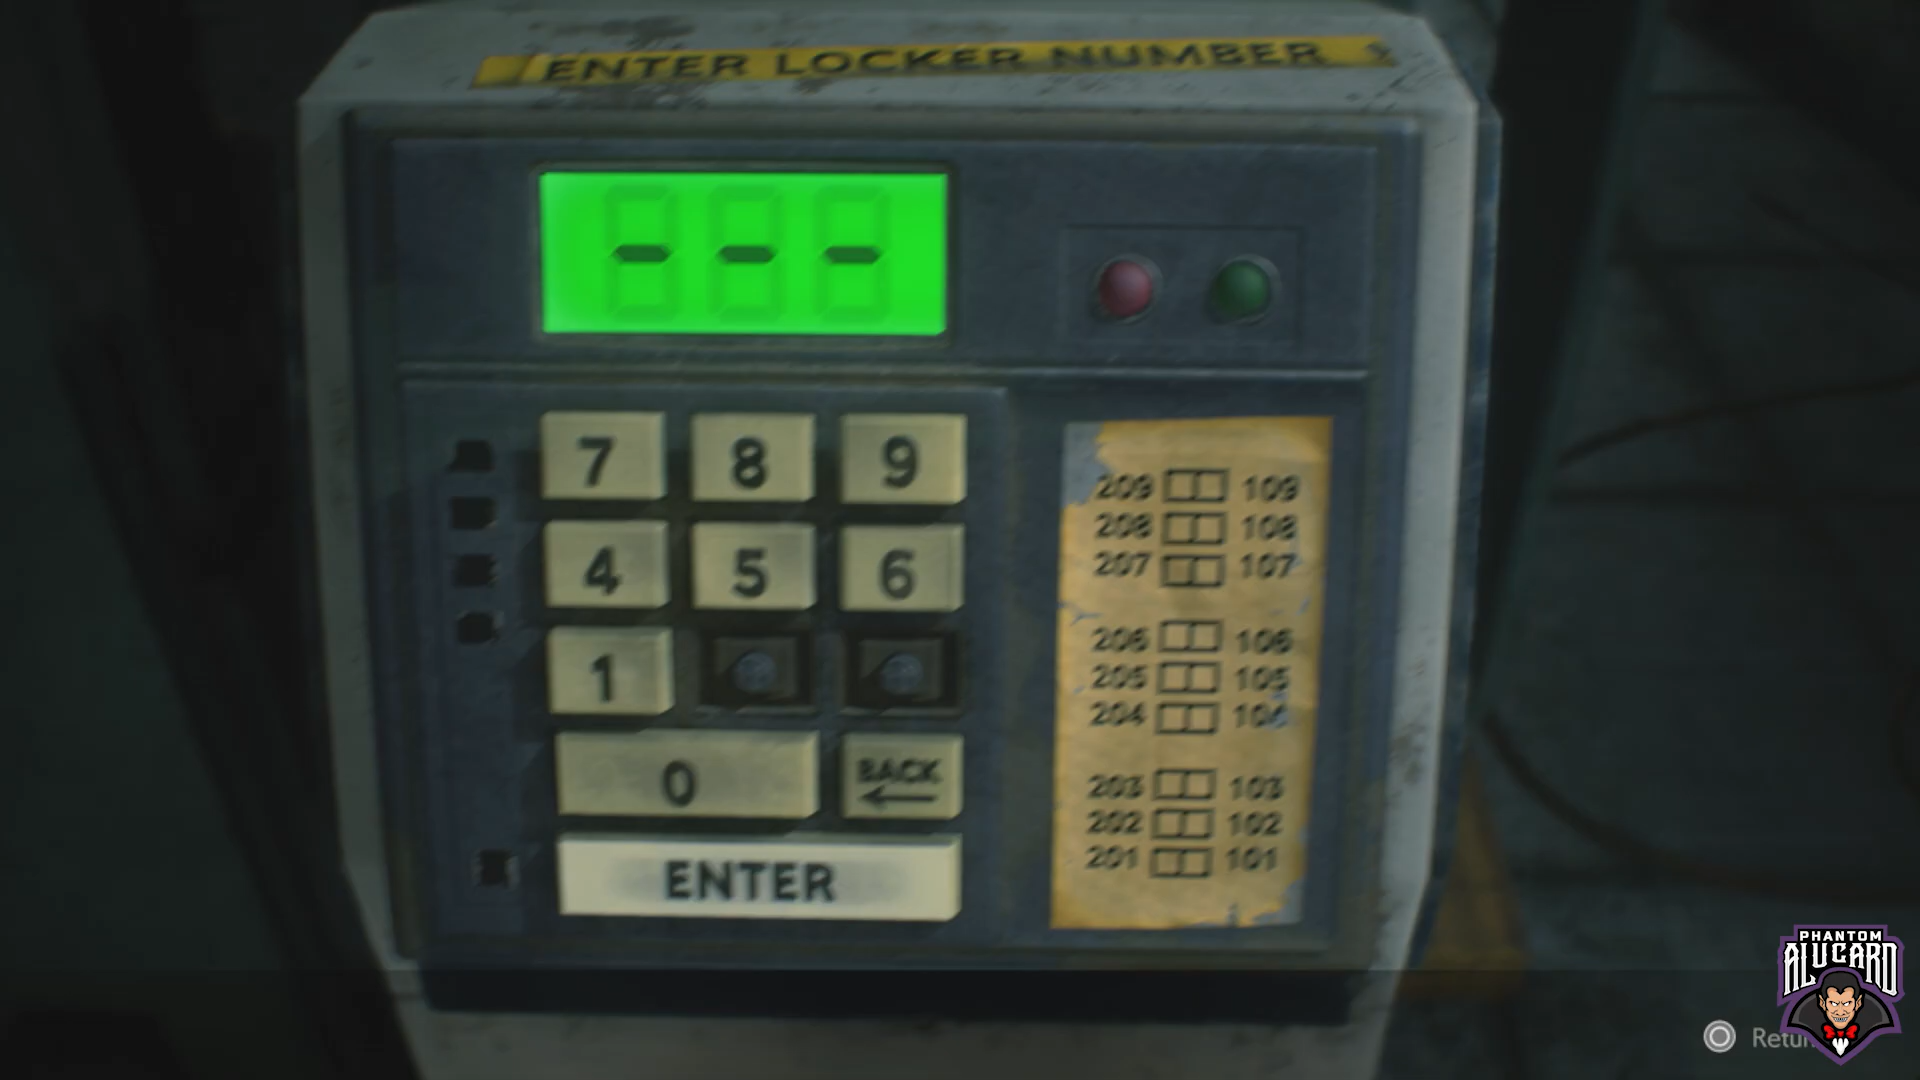 ENTER LOCKER NUMBER
7 8 9
4 5 6
1
0 BACK
ENTER
209 109
208 108
207 107
206 106
205 105
204 104
203 103
202 102
201 101
PHANTOM
ALUCARD